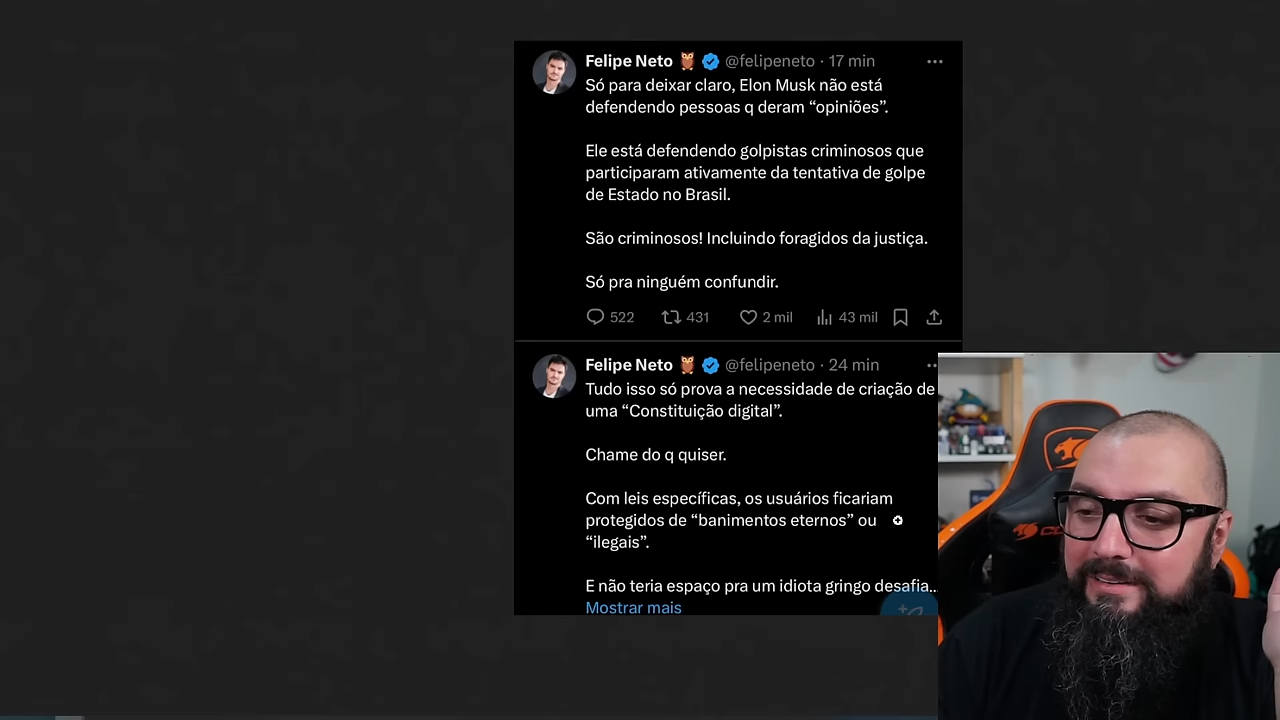 Felipe Neto 🦉 @felipeneto · 17 min
Só para deixar claro, Elon Musk não está
defendendo pessoas q deram “opiniões”.
Ele está defendendo golpistas criminosos que
participaram ativamente da tentativa de golpe
de Estado no Brasil.
São criminosos! Incluindo foragidos da justiça.
Só pra ninguém confundir.
522 431 2 mil 43 mil
Felipe Neto 🦉 @felipeneto · 24 min
Tudo isso só prova a necessidade de criação de
uma “Constituição digital”.
Chame do q quiser.
Com leis específicas, os usuários ficariam
protegidos de “banimentos eternos” ou
“ilegais”.
E não teria espaço pra um idiota gringo desafia...
Mostrar mais